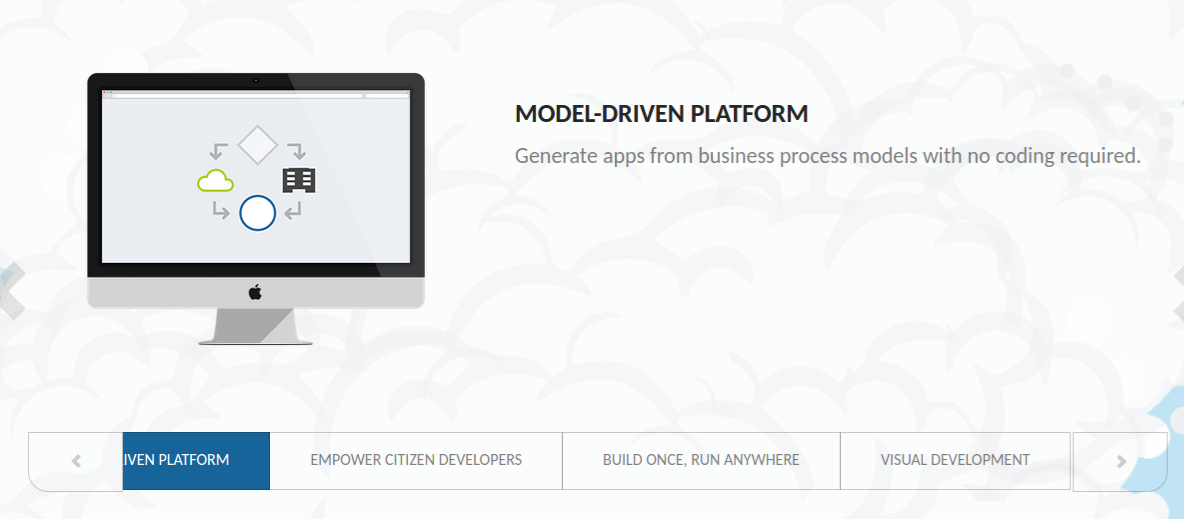 MODEL-DRIVEN PLATFORM
Generate apps from business process models with no coding required.
IVEN PLATFORM
EMPOWER CITIZEN DEVELOPERS
BUILD ONCE, RUN ANYWHERE
VISUAL DEVELOPMENT